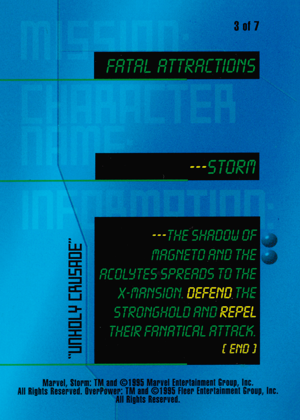 3 of 7
MISSION:
FATAL ATTRACTIONS
CHARACTER
NAME:
---STORM
INFORMATION:
"UNHOLY CRUSADE"
---THE SHADOW OF
MAGNETO AND THE
ACOLYTES SPREADS TO THE
X-MANSION. DEFEND THE
STRONGHOLD AND REPEL
THEIR FANATICAL ATTACK.
[ END ]
Marvel, Storm: TM and ©1995 Marvel Entertainment Group, Inc.
All Rights Reserved. OverPower: TM and ©1995 Fleer Entertainment Group, Inc.
All Rights Reserved.